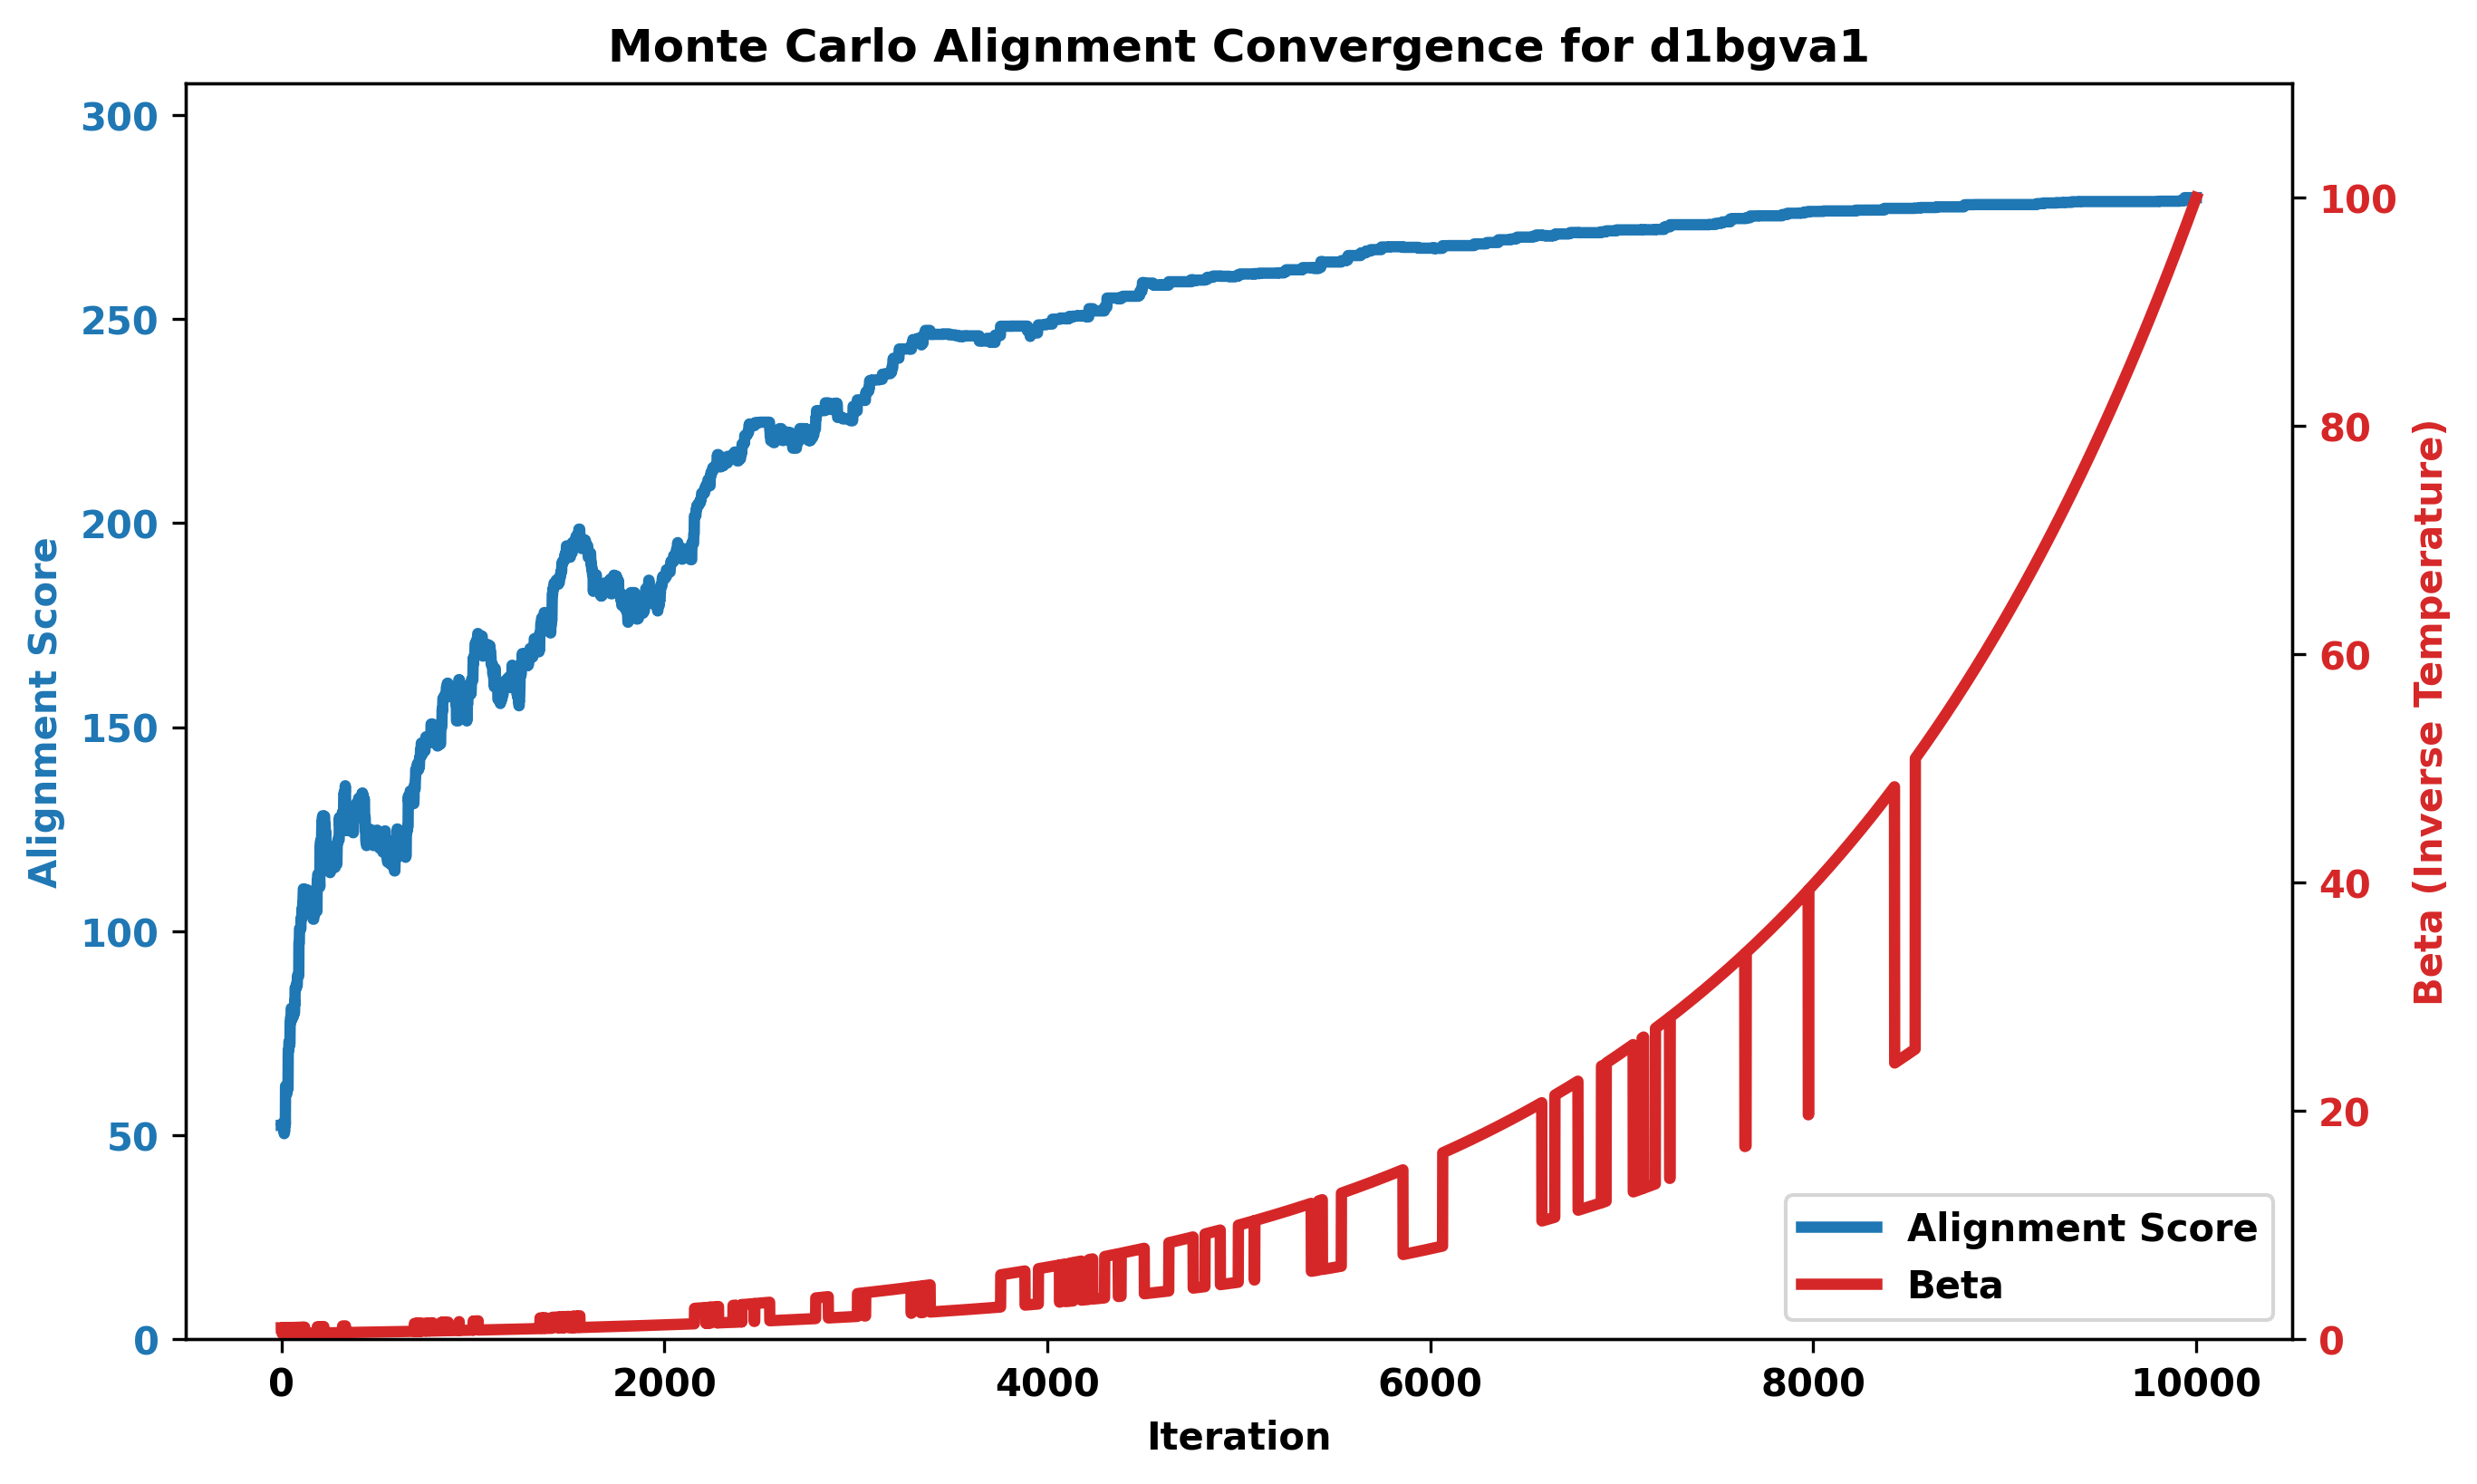 Monte Carlo Alignment Convergence for d1bgva1
300
250
200
150
100
50
0
Alignment Score
100
80
60
40
20
0
Beta (Inverse Temperature)
Alignment Score
Beta
0 2000 4000 6000 8000 10000
Iteration